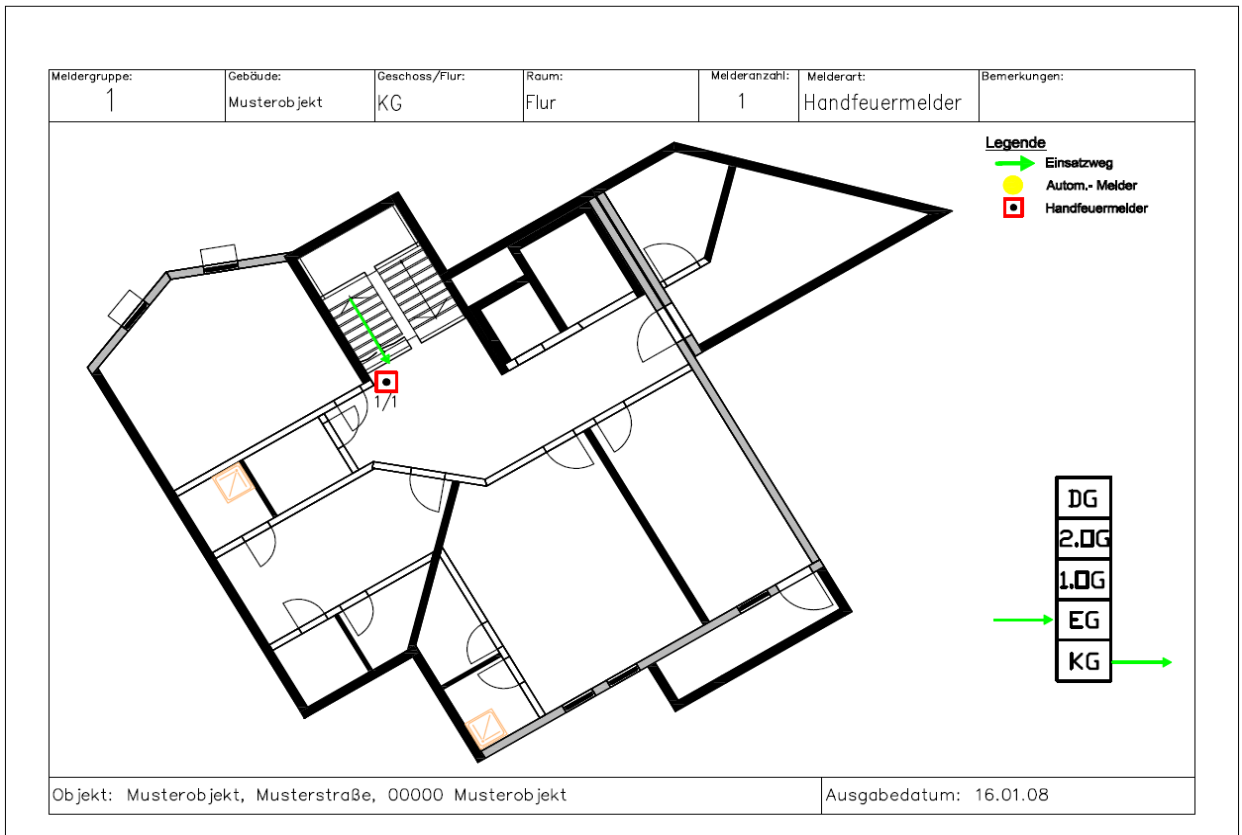 Meldergruppe: Gebäude: Geschoss/Flur: Raum: Melderanzahl: Melderart: Bemerkungen:
1 Musterobjekt KG Flur 1 Handfeuermelder
Legende
Einsatzweg
Autom.- Melder
Handfeuermelder
1/1
DG
2.OG
1.OG
EG
KG
Objekt: Musterobjekt, Musterstraße, 00000 Musterobjekt Ausgabedatum: 16.01.08